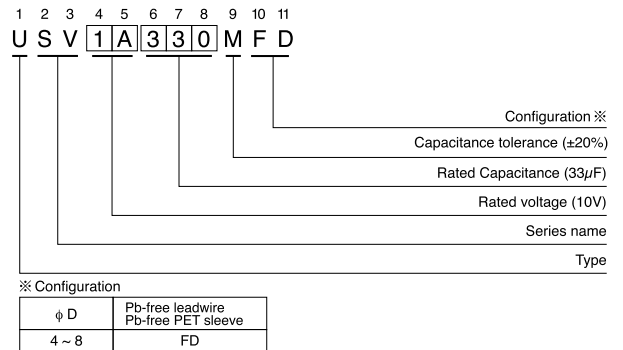 1 2 3 4 5 6 7 8 9 10 11
U S V 1 A 3 3 0 M F D
Configuration ※
Capacitance tolerance (±20%)
Rated Capacitance (33µF)
Rated voltage (10V)
Series name
Type
※ Configuration
ϕ D
Pb-free leadwire
Pb-free PET sleeve
4 ~ 8
FD